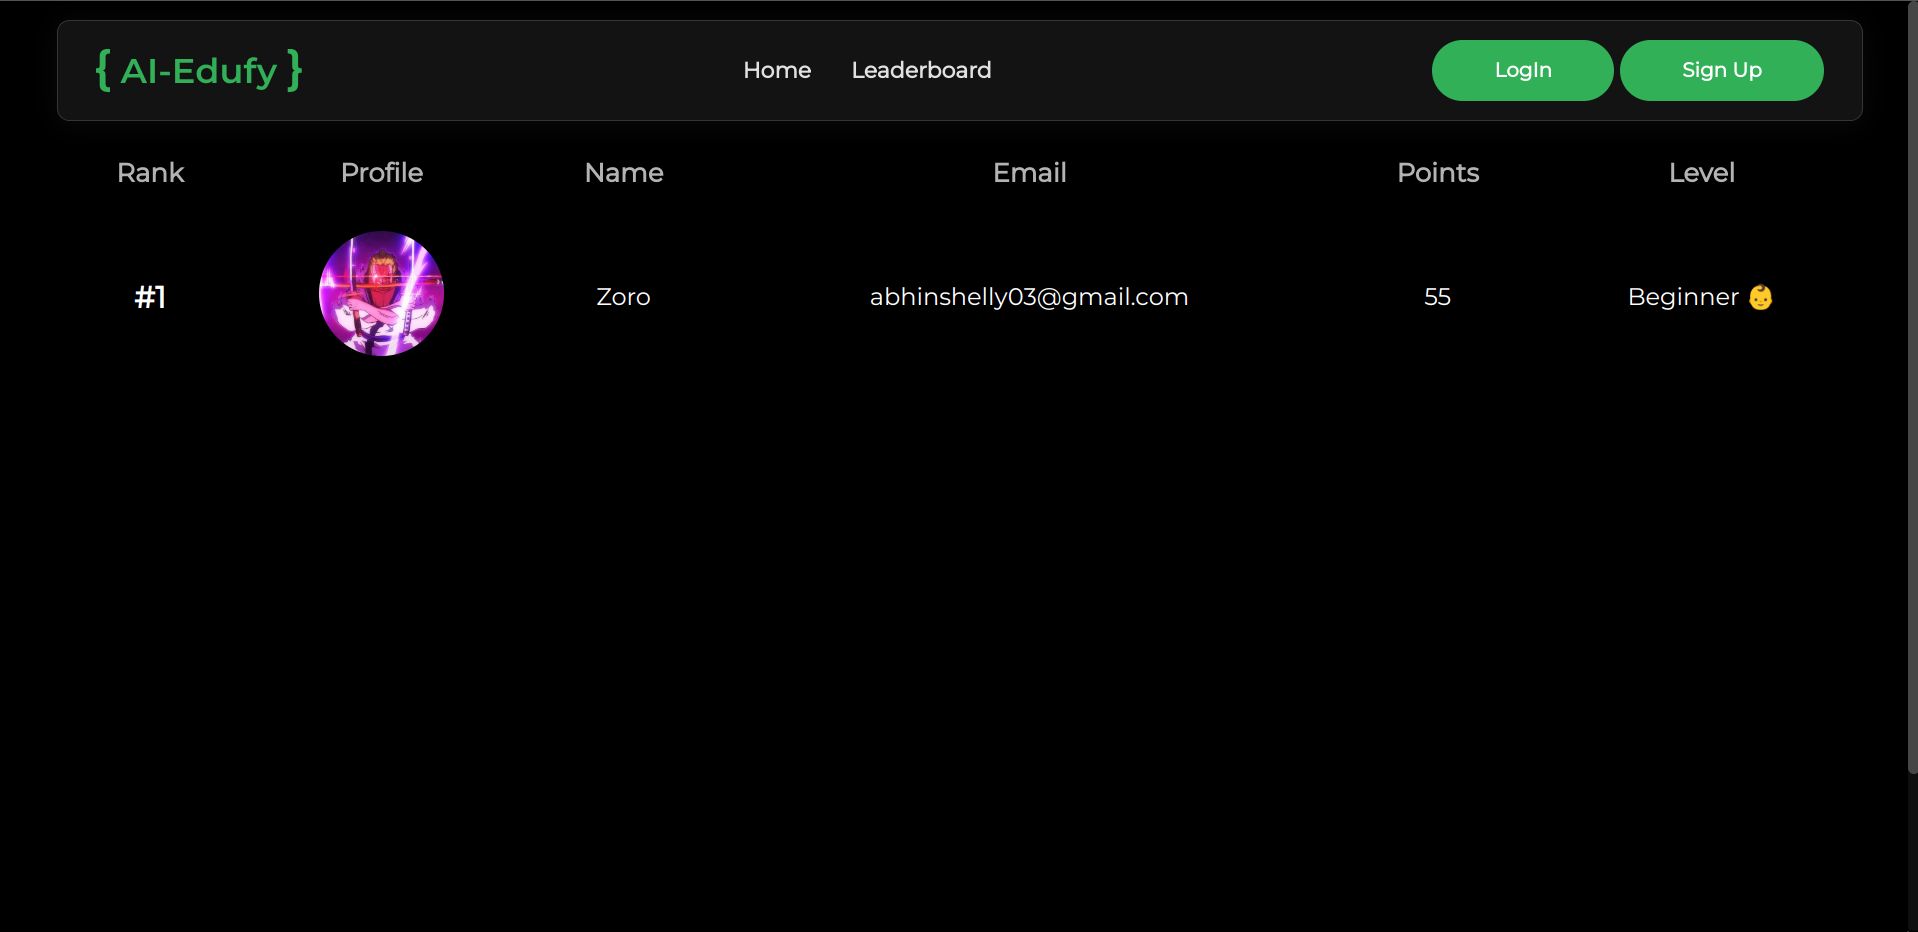 { AI-Edufy } Home Leaderboard LogIn Sign Up
Rank Profile Name Email Points Level
#1 Zoro abhinshelly03@gmail.com 55 Beginner 👶